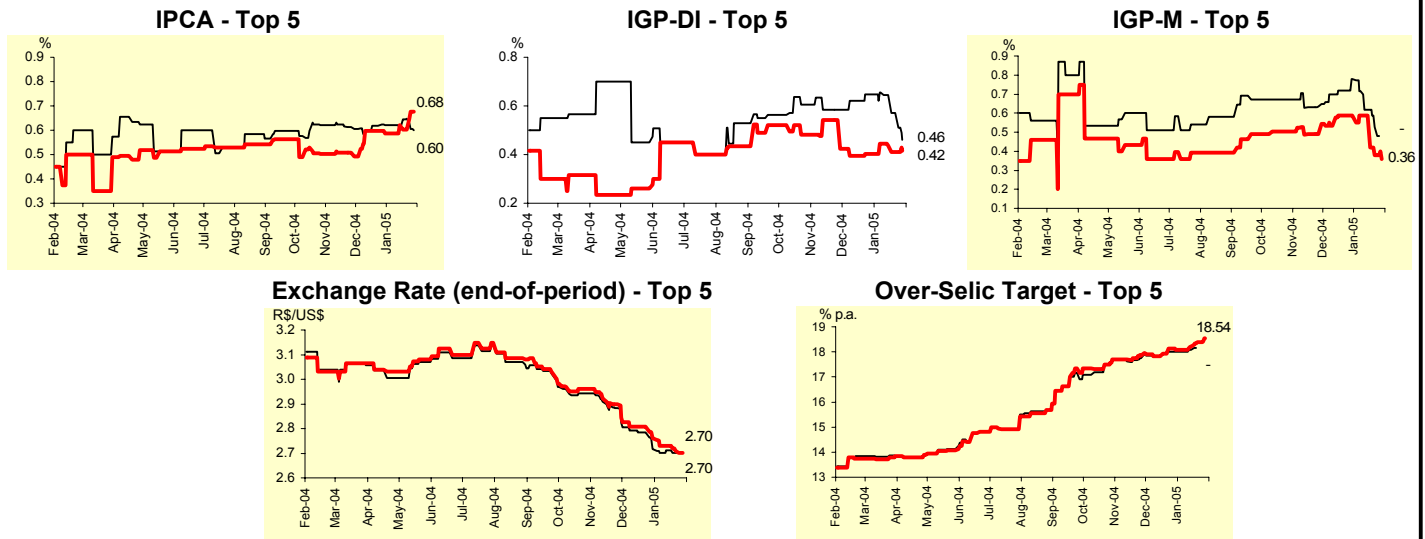 IPCA - Top 5
%
0.9
0.8
0.7
0.6
0.5
0.4
0.3
0.68
0.60
Feb-04
Mar-04
Apr-04
May-04
Jun-04
Jul-04
Aug-04
Sep-04
Oct-04
Nov-04
Dec-04
Jan-05
IGP-DI - Top 5
%
0.8
0.6
0.4
0.2
0.46
0.42
Feb-04
Mar-04
Apr-04
May-04
Jun-04
Jul-04
Aug-04
Sep-04
Oct-04
Nov-04
Dec-04
Jan-05
IGP-M - Top 5
%
0.9
0.8
0.7
0.6
0.5
0.4
0.3
0.2
0.1
-
0.36
Feb-04
Mar-04
Apr-04
May-04
Jun-04
Jul-04
Aug-04
Sep-04
Oct-04
Nov-04
Dec-04
Jan-05
Exchange Rate (end-of-period) - Top 5
R$/US$
3.2
3.1
3.0
2.9
2.8
2.7
2.6
2.70
2.70
Feb-04
Mar-04
Apr-04
May-04
Jun-04
Jul-04
Aug-04
Sep-04
Oct-04
Nov-04
Dec-04
Jan-05
Over-Selic Target - Top 5
% p.a.
19
18
17
16
15
14
13
18.54
-
Feb-04
Mar-04
Apr-04
May-04
Jun-04
Jul-04
Aug-04
Sep-04
Oct-04
Nov-04
Dec-04
Jan-05